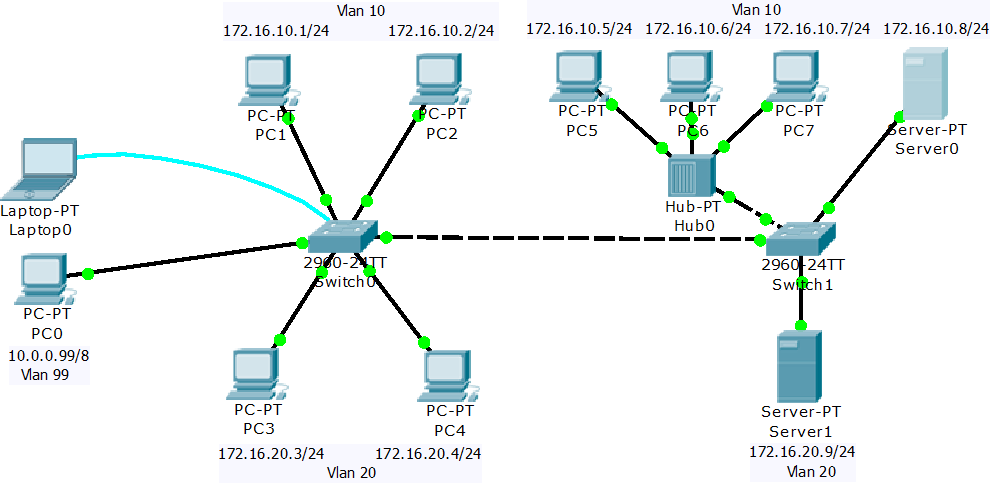 Vlan 10
172.16.10.1/24
172.16.10.2/24
PC-PT
PC1
PC-PT
PC2
Vlan 10
172.16.10.5/24
172.16.10.6/24
172.16.10.7/24
172.16.10.8/24
PC-PT
PC5
PC-PT
PC6
PC-PT
PC7
Server-PT
Server0
Laptop-PT
Laptop0
Hub-PT
Hub0
2960-24TT
Switch0
2960-24TT
Switch1
PC-PT
PC0
10.0.0.99/8
Vlan 99
PC-PT
PC3
PC-PT
PC4
172.16.20.3/24
172.16.20.4/24
Vlan 20
Server-PT
Server1
172.16.20.9/24
Vlan 20